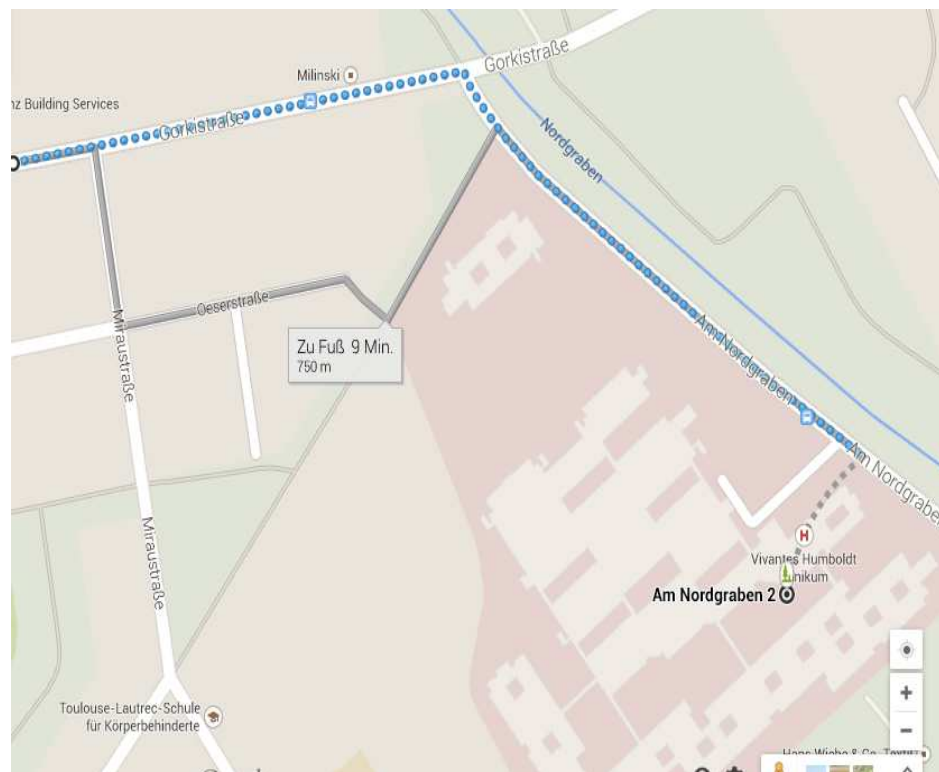 Gorkistraße
Milinski
nz Building Services
Gorkistraße
Nordgraben
Oeserstraße
Miraustraße
Zu Fuß 9 Min.
750 m
Am Nordgraben
Am Nordgraben
Miraustraße
H
Vivantes Humboldt
Am Nordgraben 2
Toulouse-Lautrec-Schule
für Körperbehinderte
+
−